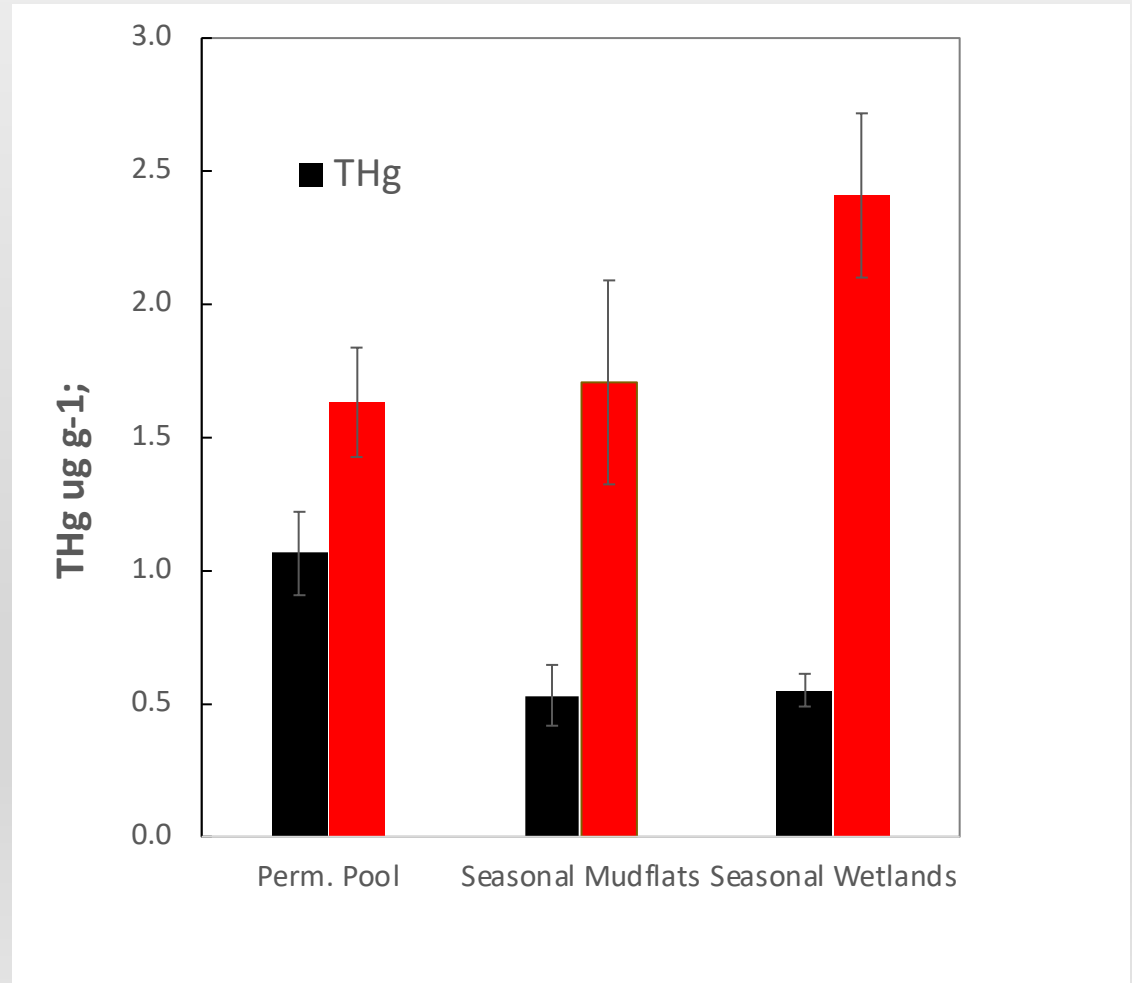 3.0
2.5
2.0
1.5
1.0
0.5
0.0
THg ug g-1;
THg
Perm. Pool
Seasonal Mudflats
Seasonal Wetlands